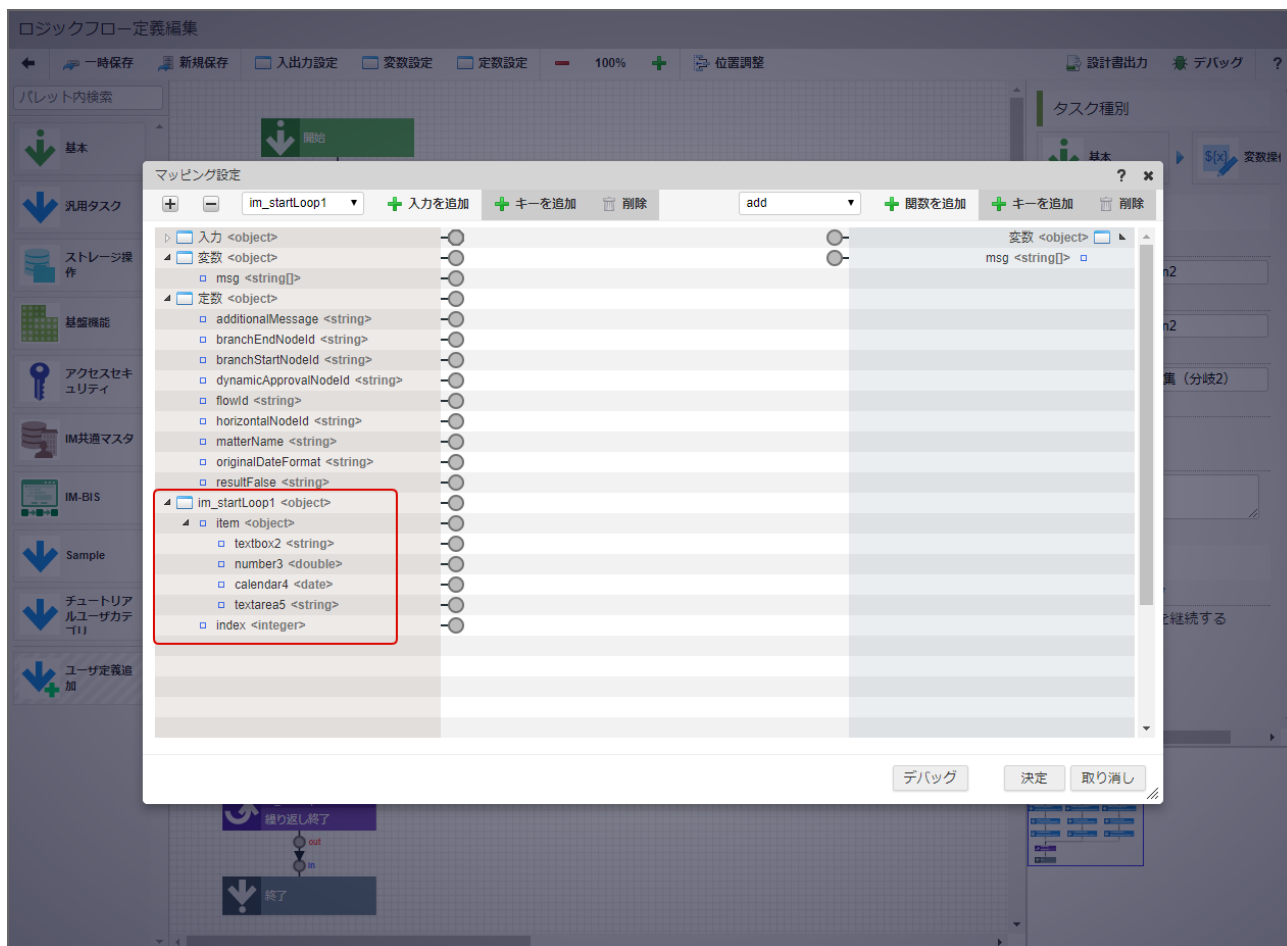 ロジックフロー定義編集
一時保存 新規保存 入出力設定 変数設定 定数設定 100% 位置調整 設計書出力 デバッグ ?
パレット内検索
基本
汎用タスク
ストレージ操
作
基盤機能
アクセスセキ
ュリティ
IM共通マスタ
IM-BIS
Sample
チュートリア
ルユーザカテ
ゴリ
ユーザ定義追
加
開始
タスク種別
基本 ${x} 変数操作
マッピング設定 ?
im_startLoop1 入力を追加 キーを追加 削除 add 関数を追加 キーを追加 削除
入力 <object> 変数 <object>
変数 <object> msg <string[]>
msg <string[]>
定数 <object>
additionalMessage <string>
branchEndNodeId <string>
branchStartNodeId <string>
dynamicApprovalNodeId <string>
flowId <string>
horizontalNodeId <string>
matterName <string>
originalDateFormat <string>
resultFalse <string>
im_startLoop1 <object>
item <object>
textbox2 <string>
number3 <double>
calendar4 <date>
textarea5 <string>
index <integer>
n2
n2
集（分岐2）
を継続する
デバッグ 決定 取り消し
繰り返し終了
out
in
終了